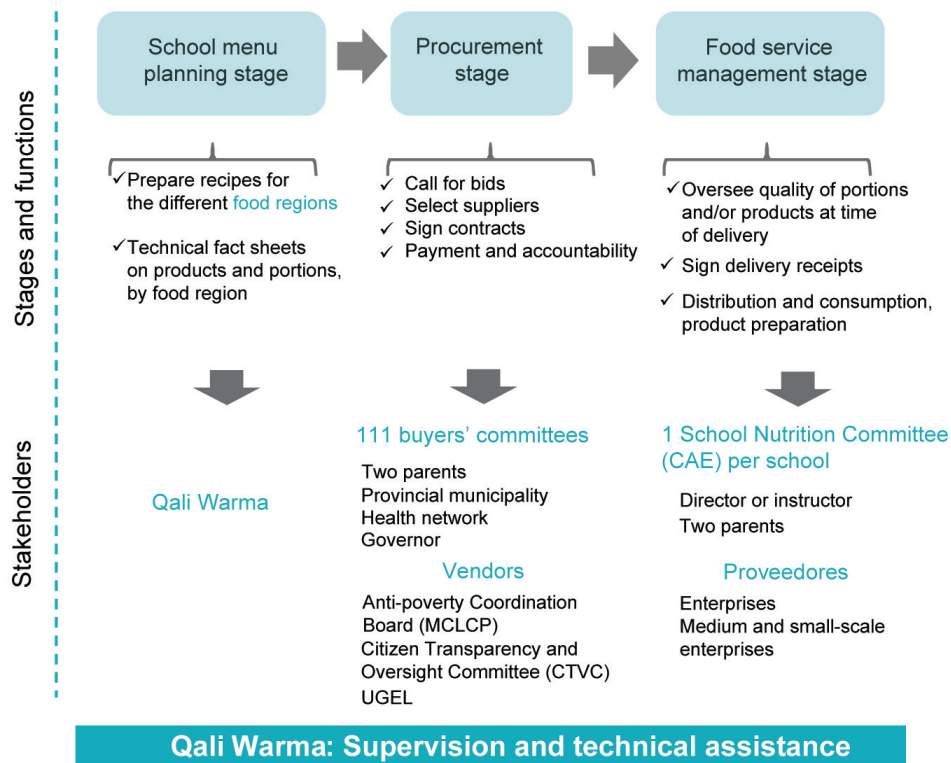 Stages and functions
School menu
planning stage
Procurement
stage
Food service
management stage
✓Prepare recipes for
the different food regions
✓Technical fact sheets
on products and portions,
by food region
✓ Call for bids
✓ Select suppliers
✓ Sign contracts
✓ Payment and accountability
✓Oversee quality of portions
and/or products at time
of delivery
✓ Sign delivery receipts
✓ Distribution and consumption,
product preparation
Stakeholders
Qali Warma
111 buyers’ committees
Two parents
Provincial municipality
Health network
Governor
Vendors
Anti-poverty Coordination
Board (MCLCP)
Citizen Transparency and
Oversight Committee (CTVC)
UGEL
1 School Nutrition Committee
(CAE) per school
Director or instructor
Two parents
Proveedores
Enterprises
Medium and small-scale
enterprises
Qali Warma: Supervision and technical assistance